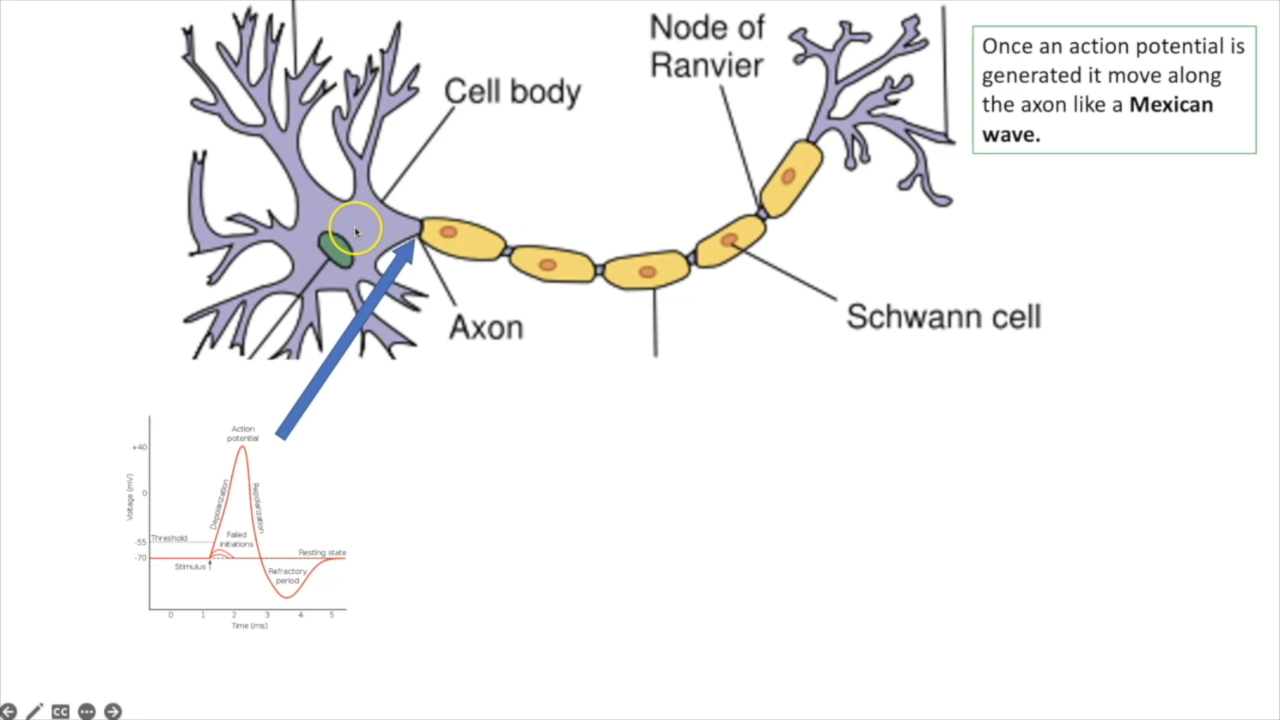 Node of
Ranvier
Cell body
Once an action potential is
generated it move along
the axon like a Mexican
wave.
Axon
Schwann cell
Action
potential
+40
Depolarization
Repolarization
Voltage (mV)
0
Failed
initiations
Threshold
-55
-70
Resting state
Stimulus
Refractory
period
0 1 2 3 4 5
Time (ms)
CC